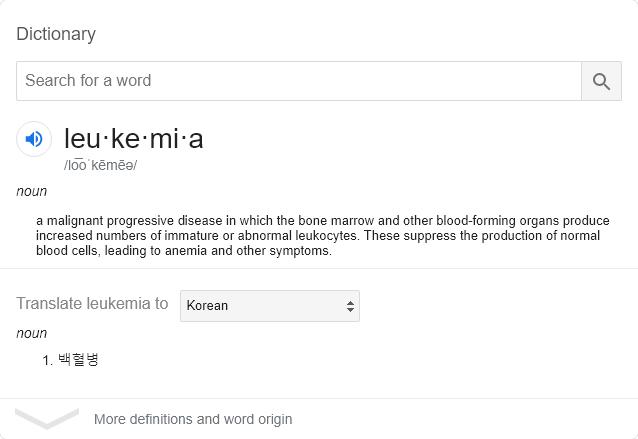 Dictionary
Search for a word
leu·ke·mi·a
/lo͞oˈkēmēə/
noun
a malignant progressive disease in which the bone marrow and other blood-forming organs produce
increased numbers of immature or abnormal leukocytes. These suppress the production of normal
blood cells, leading to anemia and other symptoms.
Translate leukemia to Korean
noun
1. 백혈병
More definitions and word origin